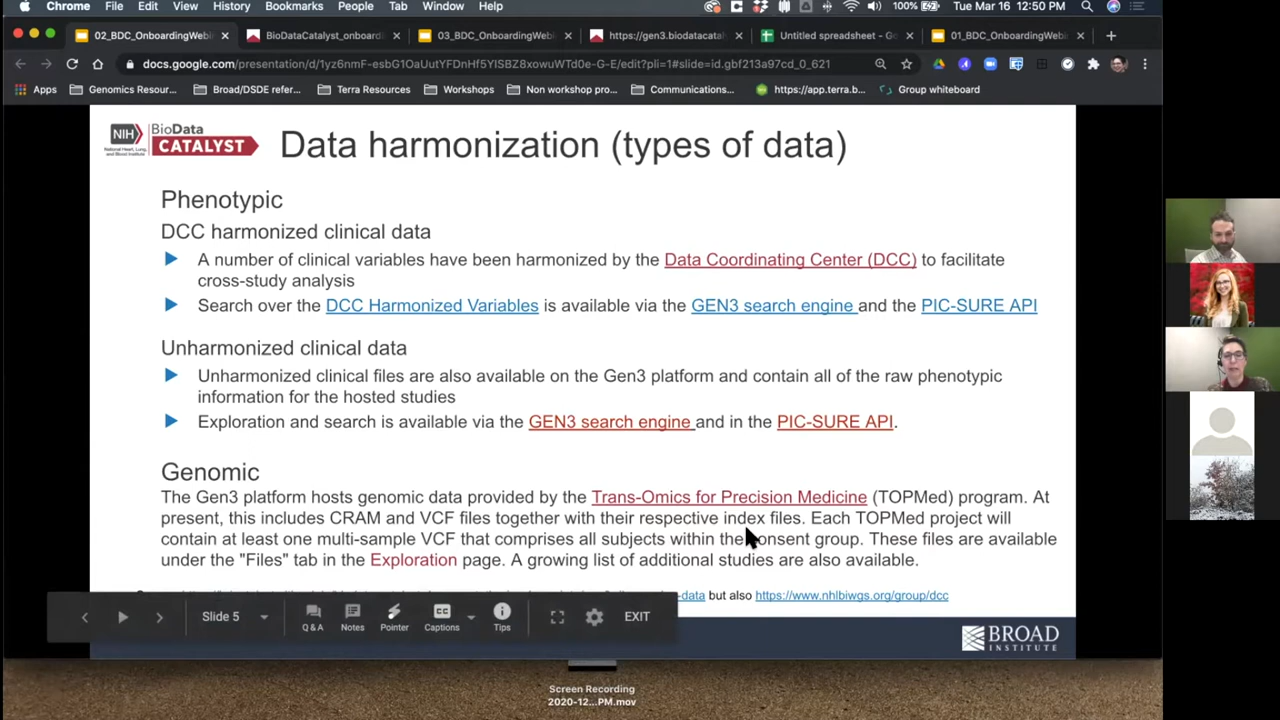 Chrome File Edit View History Bookmarks People Tab Window Help 100% Tue Mar 16 12:50 PM
02_BDC_OnboardingWebi BioDataCatalyst_onboard 03_BDC_OnboardingWebi https://gen3.biodatacatal Untitled spreadsheet - G 01_BDC_OnboardingWebi
docs.google.com/presentation/d/
Apps Genomics Resour... Broad/DSDE refer... Terra Resources Workshops Non workshop pro... Communications... https://app.terra.b... Group whiteboard
NIH BioData
CATALYST
National Heart, Lung,
and Blood Institute
Data harmonization (types of data)
Phenotypic
DCC harmonized clinical data
A number of clinical variables have been harmonized by the Data Coordinating Center (DCC) to facilitate
cross-study analysis
Search over the DCC Harmonized Variables is available via the GEN3 search engine and the PIC-SURE API
Unharmonized clinical data
Unharmonized clinical files are also available on the Gen3 platform and contain all of the raw phenotypic
information for the hosted studies
Exploration and search is available via the GEN3 search engine and in the PIC-SURE API.
Genomic
The Gen3 platform hosts genomic data provided by the Trans-Omics for Precision Medicine (TOPMed) program. At
present, this includes CRAM and VCF files together with their respective index files. Each TOPMed project will
contain at least one multi-sample VCF that comprises all subjects within the consent group. These files are available
under the "Files" tab in the Exploration page. A growing list of additional studies are also available.
-data but also https://www.nhlbiwgs.org/group/dcc
Slide 5 Q & A Notes Pointer Captions Tips EXIT
BROAD
INSTITUTE
Screen Recording
2020-12...PM.mov